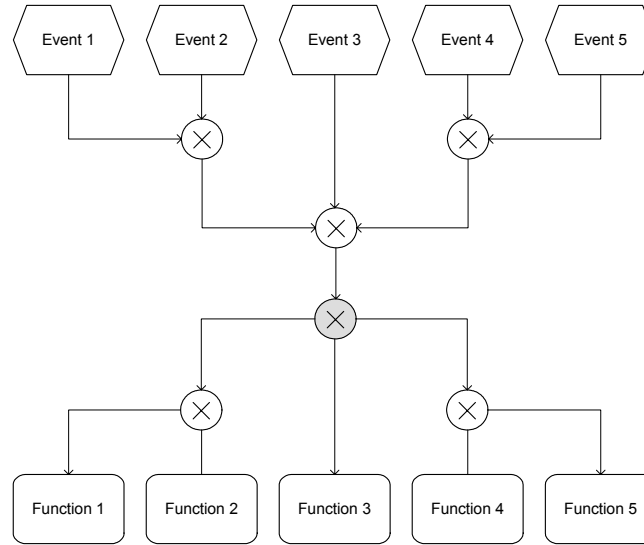 Event 1
Event 2
Event 3
Event 4
Event 5
Function 1
Function 2
Function 3
Function 4
Function 5